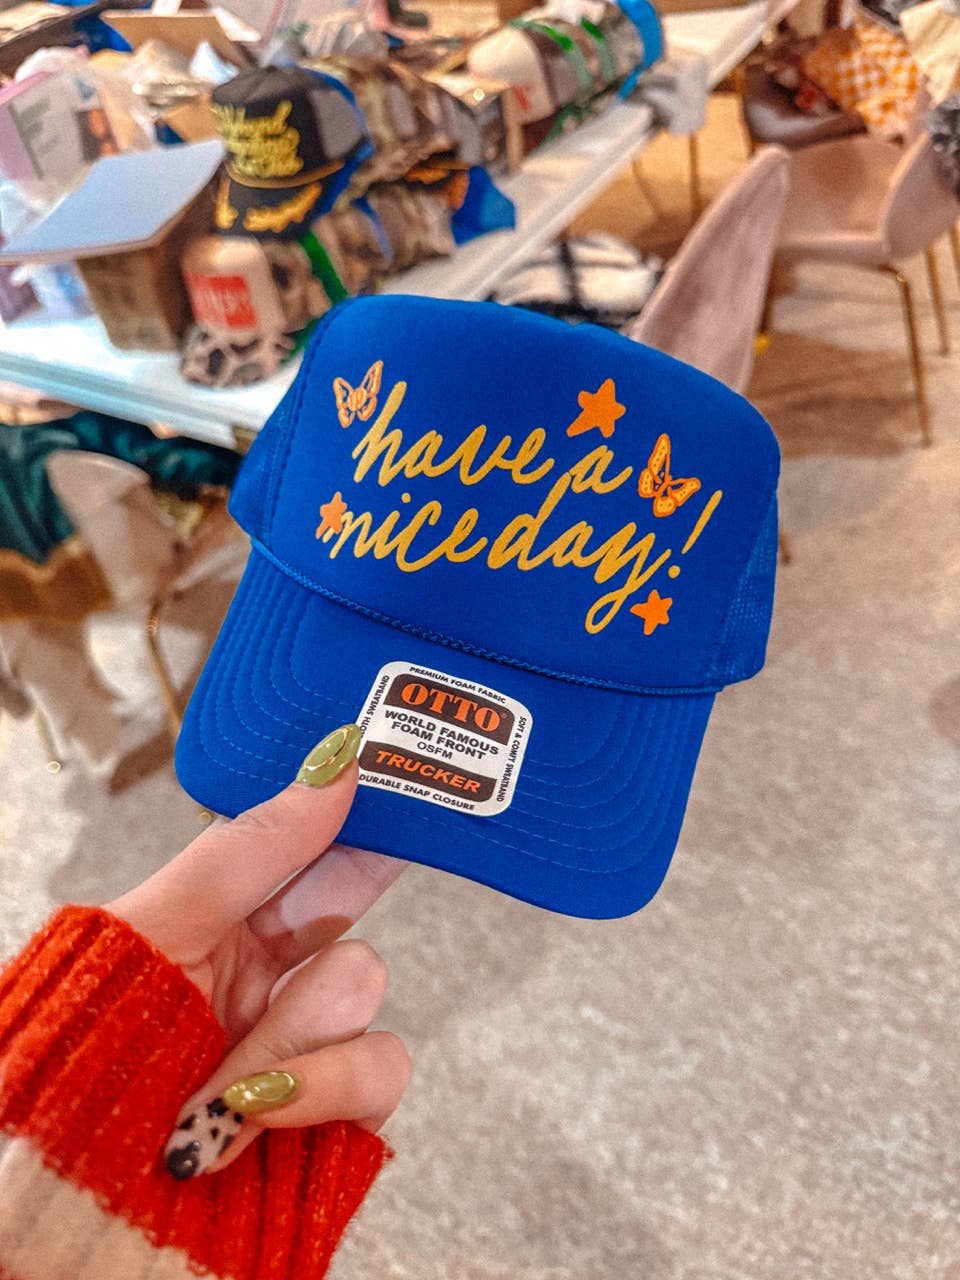 have a
nice day!
PREMIUM FOAM FABRIC
OTTO
WORLD FAMOUS
FOAM FRONT
OSFM
TRUCKER
DURABLE SNAP CLOSURE
SOFT & COMFY SWEATBAND